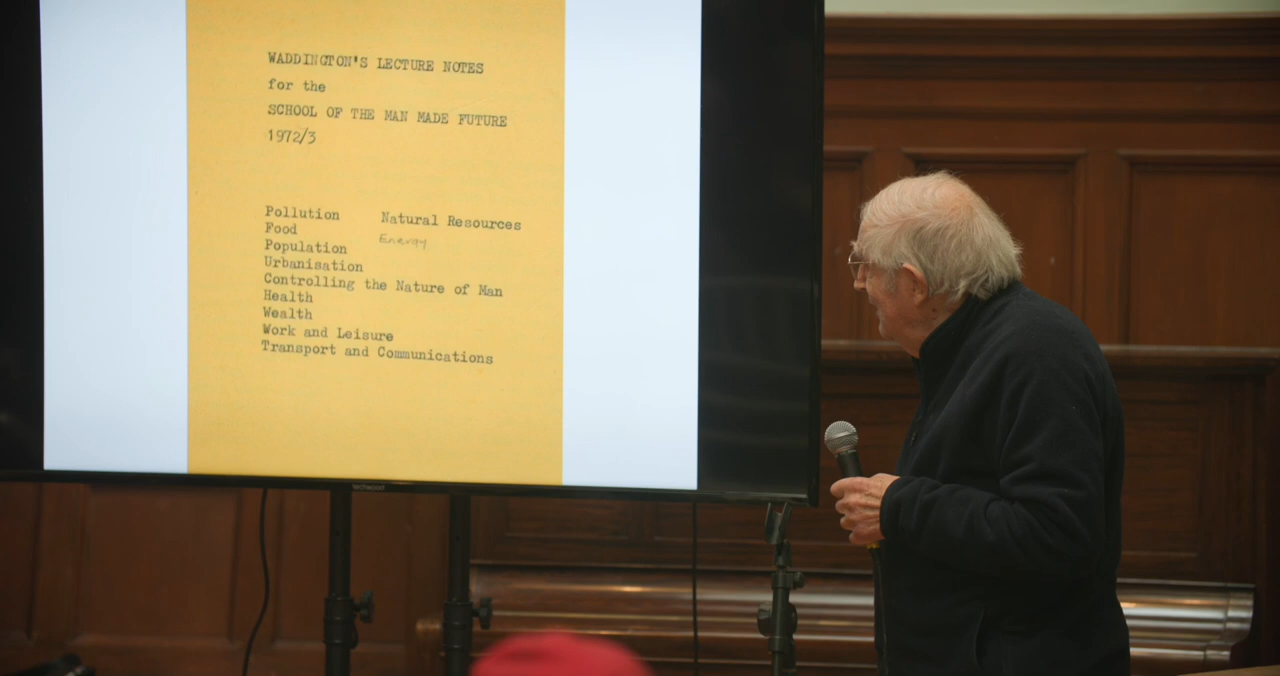 WADDINGTON'S LECTURE NOTES
for the
SCHOOL OF THE MAN MADE FUTURE
1972/3
Pollution
Food
Population
Urbanisation
Controlling the Nature of Man
Health
Wealth
Work and Leisure
Transport and Communications
Natural Resources
Energy
techwood